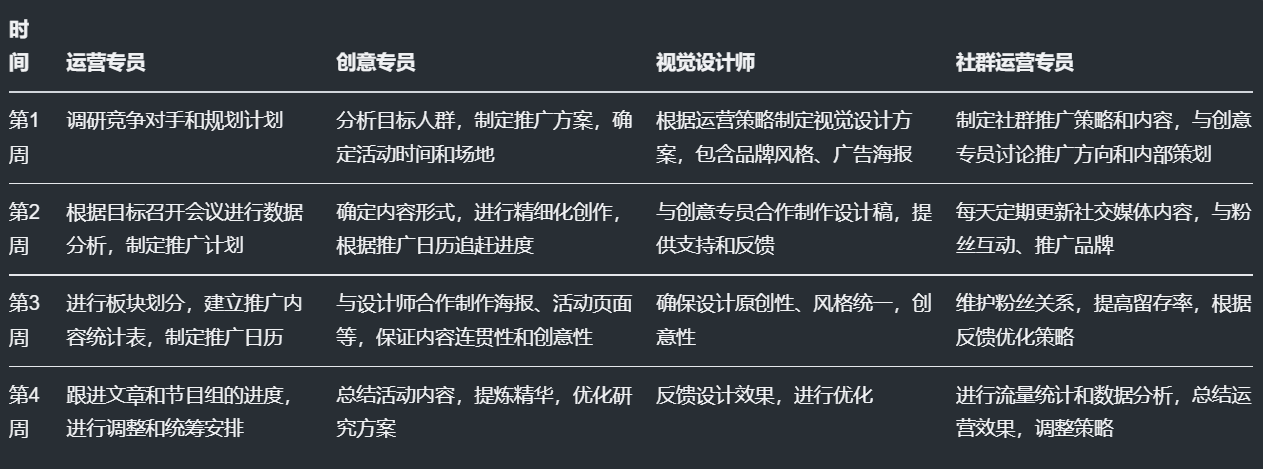 时
间
运营专员
创意专员
视觉设计师
社群运营专员
第1
周
调研竞争对手和规划计划
分析目标人群，制定推广方案，确
定活动时间和场地
根据运营策略制定视觉设计方
案，包含品牌风格、广告海报
制定社群推广策略和内容，与创意
专员讨论推广方向和内部策划
第2
周
根据目标召开会议进行数据
分析，制定推广计划
确定内容形式，进行精细化创作，
根据推广日历追赶进度
与创意专员合作制作设计稿，提
供支持和反馈
每天定期更新社交媒体内容，与粉
丝互动、推广品牌
第3
周
进行板块划分，建立推广内
容统计表，制定推广日历
与设计师合作制作海报、活动页面
等，保证内容连贯性和创意性
确保设计原创性、风格统一，创
意性
维护粉丝关系，提高留存率，根据
反馈优化策略
第4
周
跟进文章和节目组的进度，
进行调整和统筹安排
总结活动内容，提炼精华，优化研
究方案
反馈设计效果，进行优化
进行流量统计和数据分析，总结运
营效果，调整策略